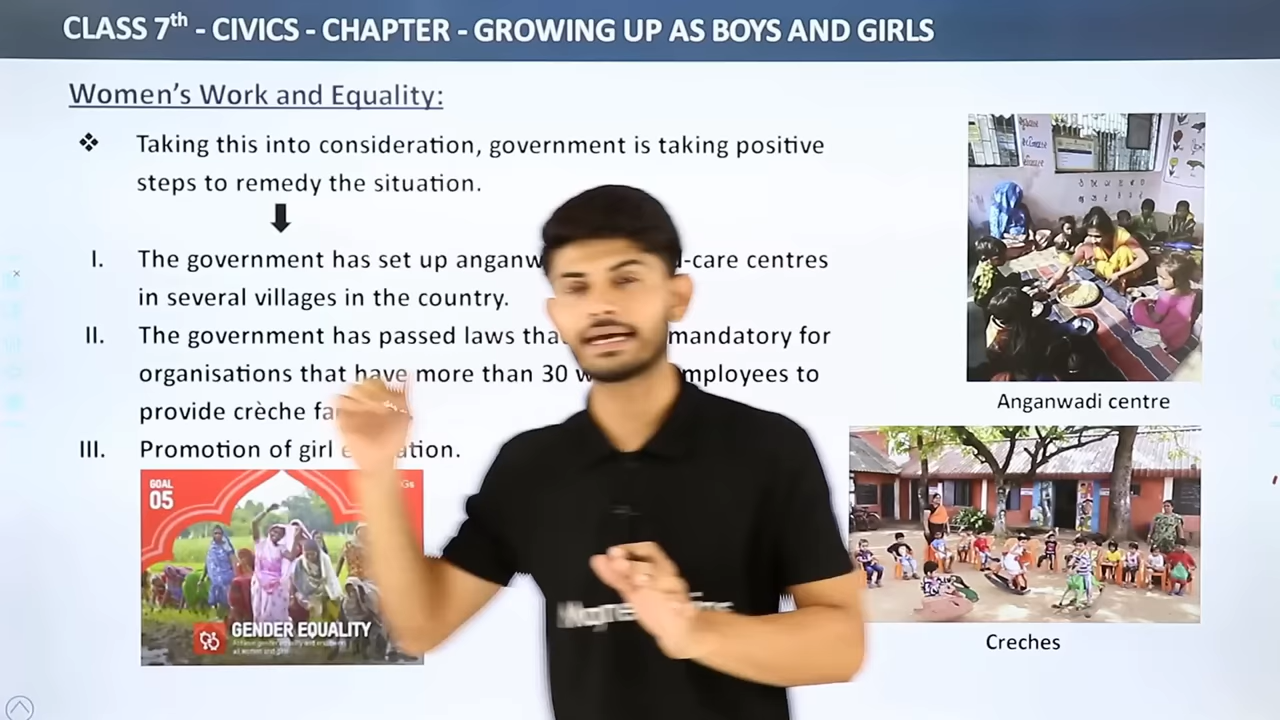 CLASS 7th - CIVICS - CHAPTER - GROWING UP AS BOYS AND GIRLS
Women's Work and Equality:
❖ Taking this into consideration, government is taking positive
steps to remedy the situation.
I. The government has set up anganw -care centres
in several villages in the country.
II. The government has passed laws tha mandatory for
organisations that have more than 30 w mployees to
provide crèche fa
III. Promotion of girl e ation.
GOAL
05
GENDER EQUALITY
Anganwadi centre
Creches